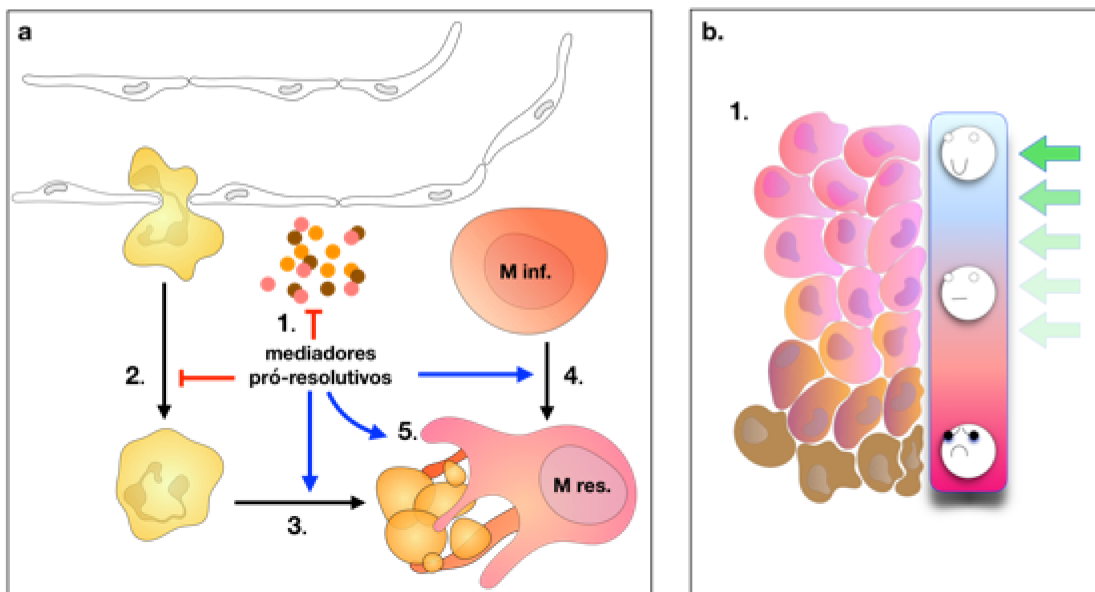 a
b.
1.
M inf.
1.
mediadores
pró-resolutivos
2.
4.
5.
M res.
3.